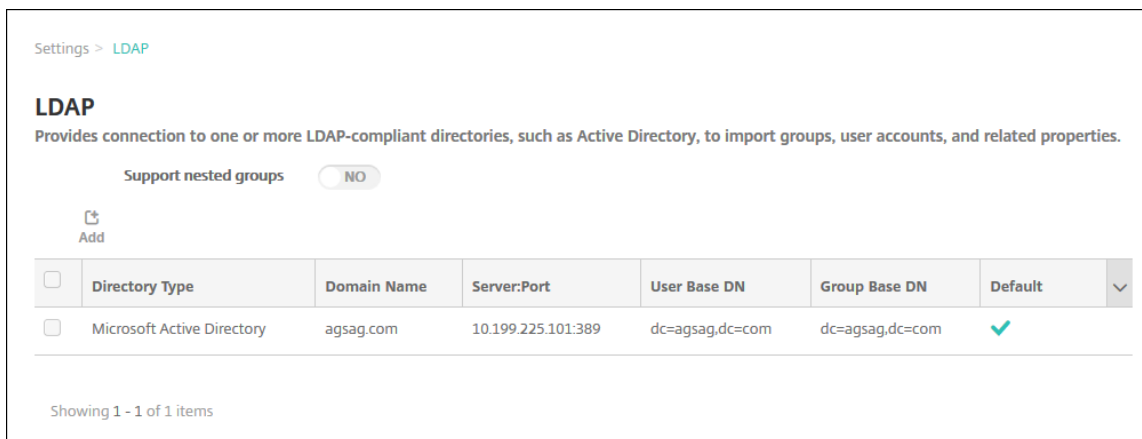 Settings > LDAP
LDAP
Provides connection to one or more LDAP-compliant directories, such as Active Directory, to import groups, user accounts, and related properties.
Support nested groups NO
Add
Directory Type Domain Name Server:Port User Base DN Group Base DN Default
Microsoft Active Directory agsag.com 10.199.225.101:389 dc=agsag,dc=com dc=agsag,dc=com
Showing 1 - 1 of 1 items